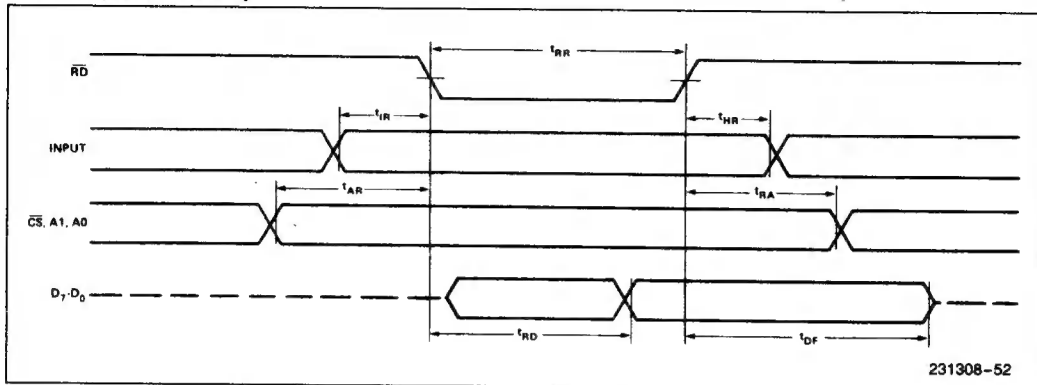 tRR
RD
tIR
tHR
INPUT
tAR
tRA
CS, A1, A0
D7-D0
tRD
tDF
231308-52